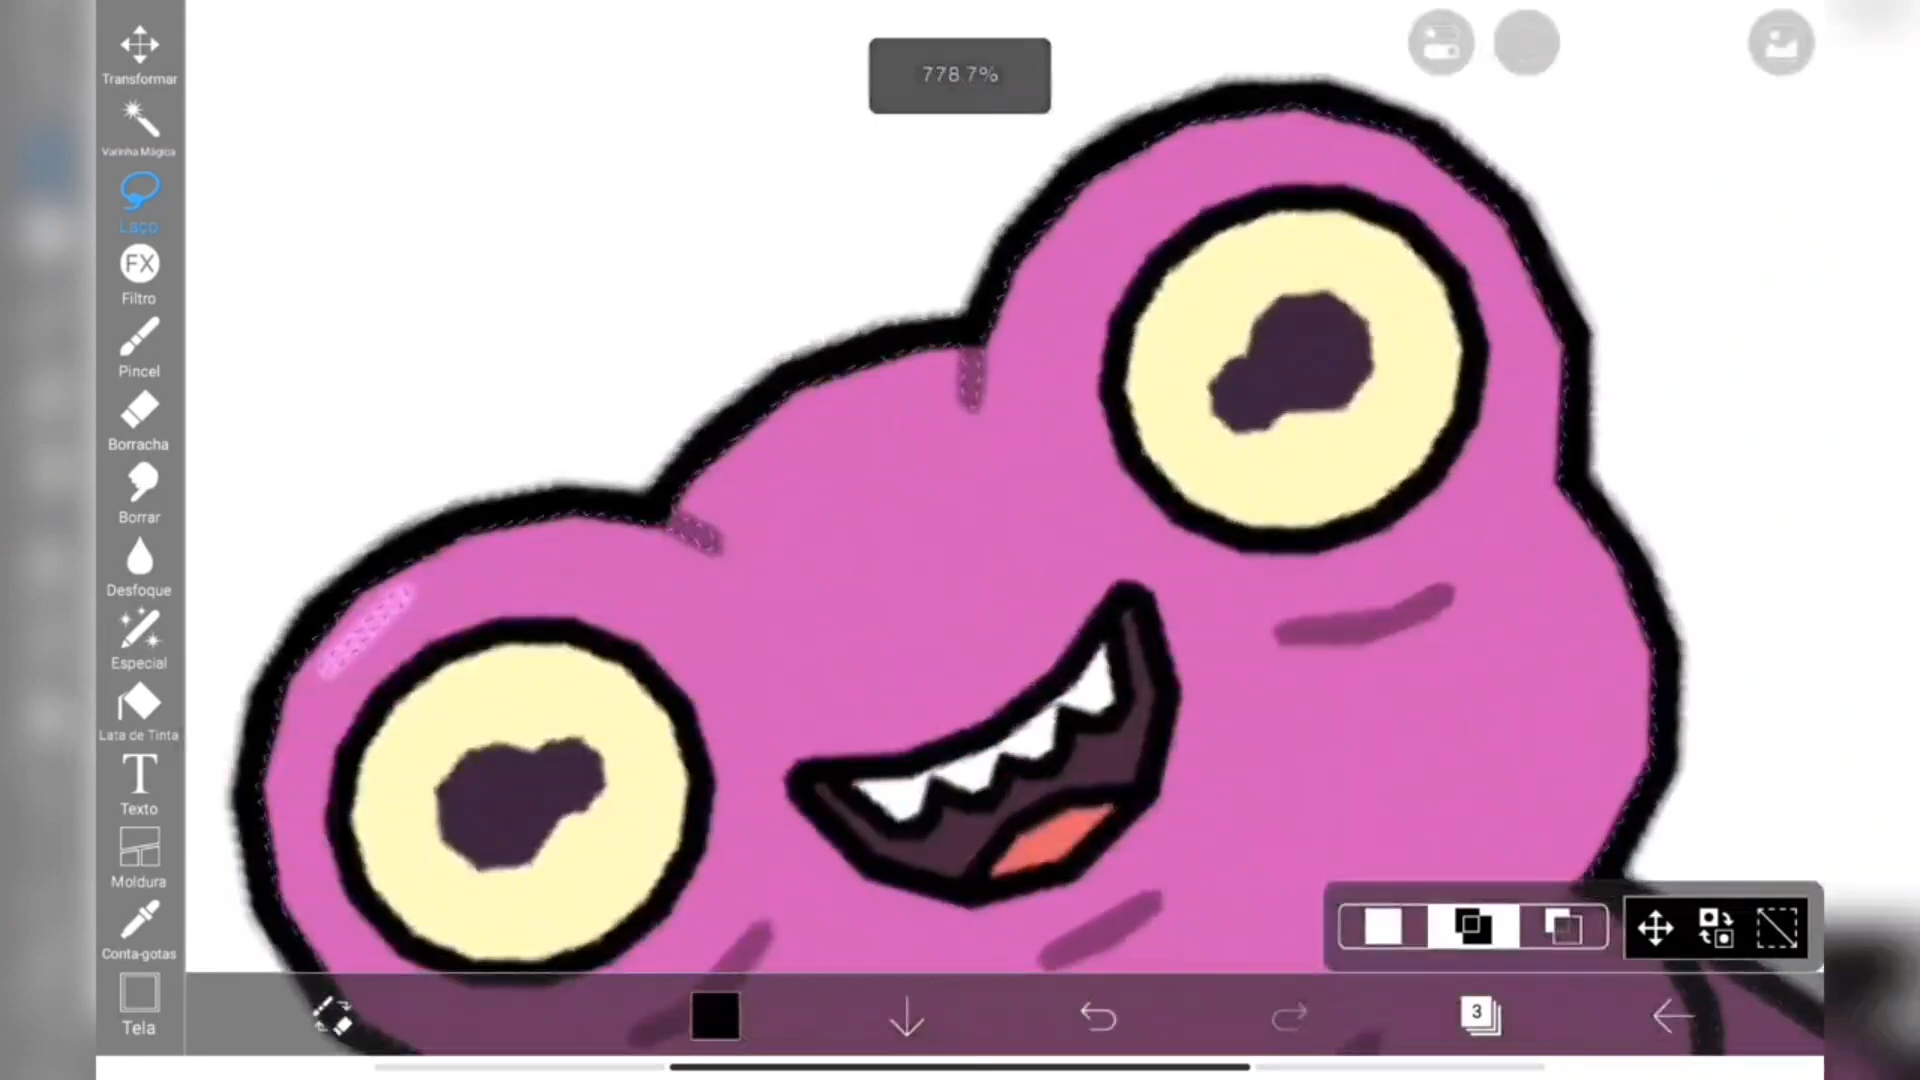 778.7%
Transformar
Varinha Mágica
Laço
FX
Filtro
Pincel
Borracha
Borrar
Desfoque
Especial
Lata de Tinta
T
Texto
Moldura
Conta-gotas
Tela
3